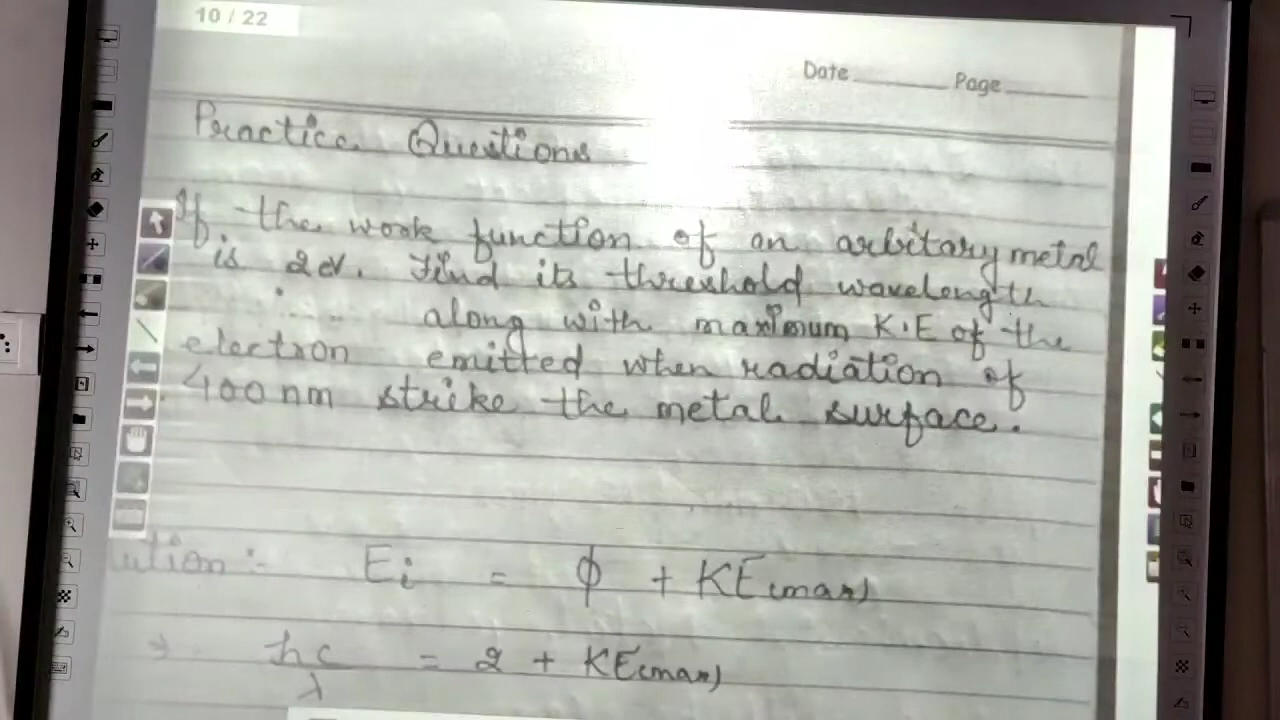 10 / 22
Date Page
Practice Questions
If the work function of an arbitary metal
is 2eV. Find its threshold wavelength
along with maximum K.E of the
electron emitted when radiation of
400 nm strike the metal surface.
ution :- Ei = ϕ + KE(max)
⇒ hc/λ = 2 + KE(max)